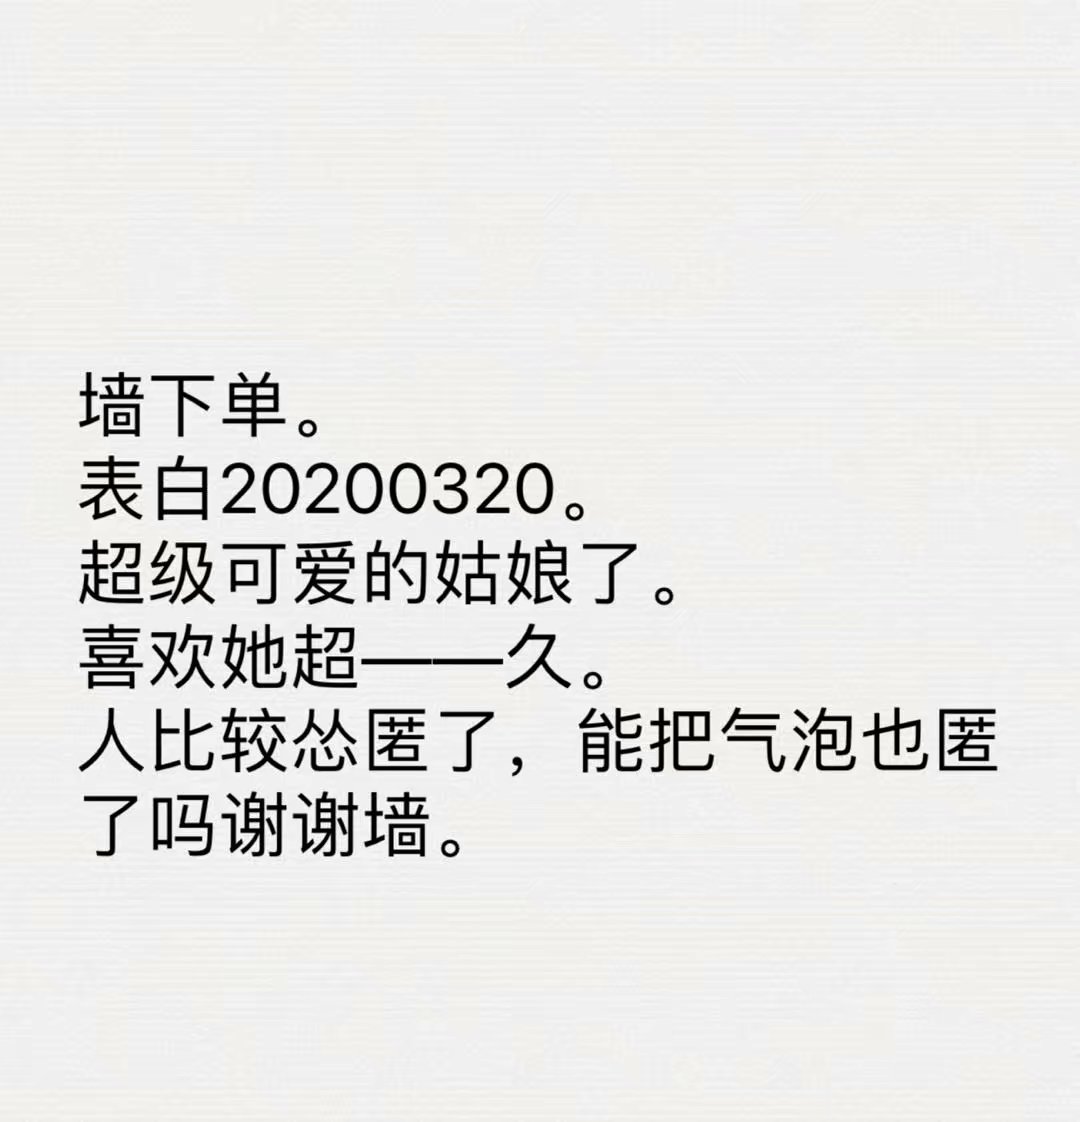 墙下单。
表白20200320。
超级可爱的姑娘了。
喜欢她超——久。
人比较怂匿了，能把气泡也匿
了吗谢谢墙。